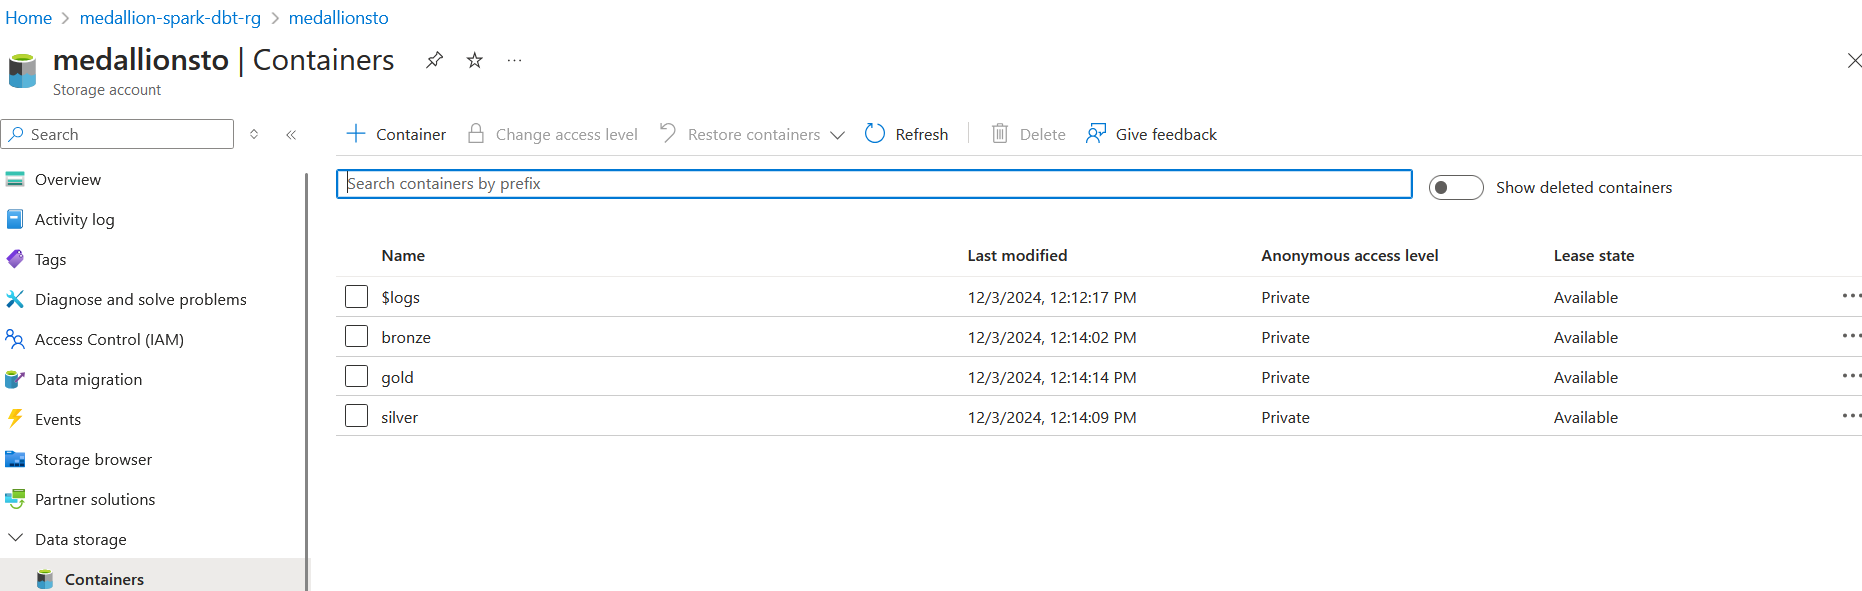 Home > medallion-spark-dbt-rg > medallionsto
medallionsto | Containers ...
Storage account
Search
Container Change access level Restore containers Refresh Delete Give feedback
Overview
Activity log
Tags
Diagnose and solve problems
Access Control (IAM)
Data migration
Events
Storage browser
Partner solutions
Data storage
Containers
Search containers by prefix
Show deleted containers
Name Last modified Anonymous access level Lease state
$logs 12/3/2024, 12:12:17 PM Private Available ...
bronze 12/3/2024, 12:14:02 PM Private Available ...
gold 12/3/2024, 12:14:14 PM Private Available ...
silver 12/3/2024, 12:14:09 PM Private Available ...